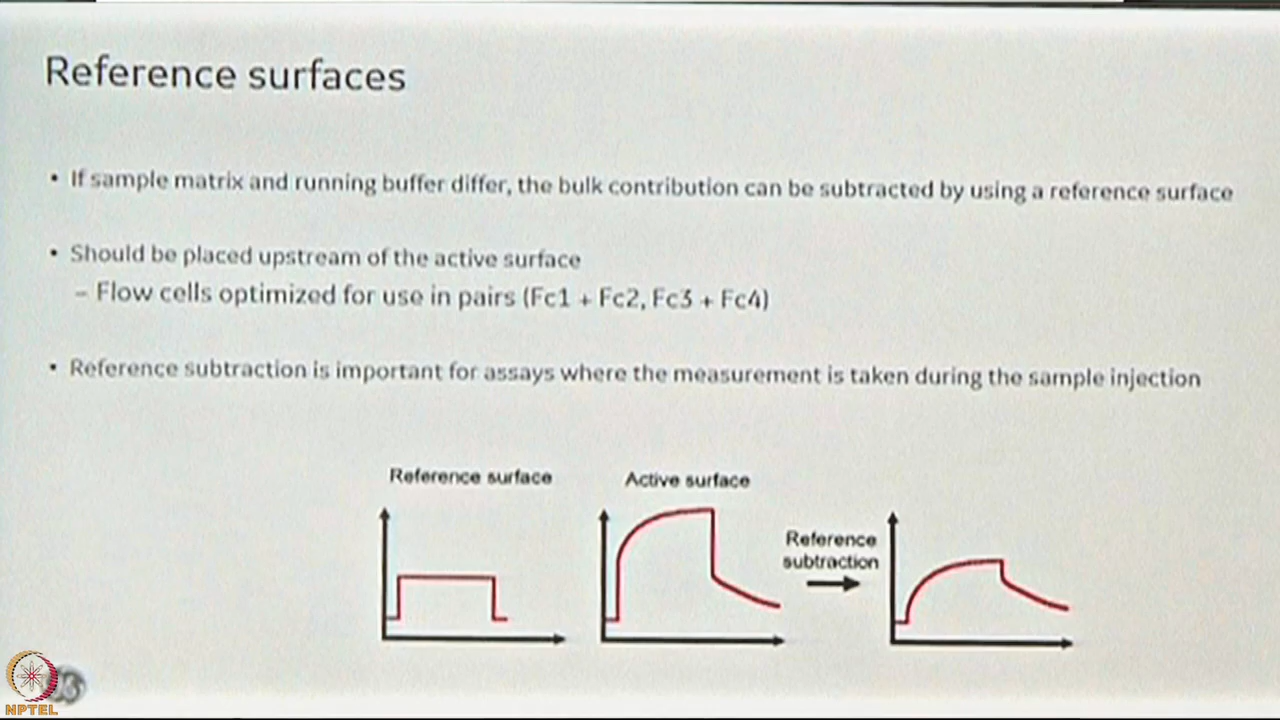 Reference surfaces
• If sample matrix and running buffer differ, the bulk contribution can be subtracted by using a reference surface
• Should be placed upstream of the active surface
– Flow cells optimized for use in pairs (Fc1 + Fc2, Fc3 + Fc4)
• Reference subtraction is important for assays where the measurement is taken during the sample injection
Reference surface
Active surface
Reference
subtraction
NPTEL